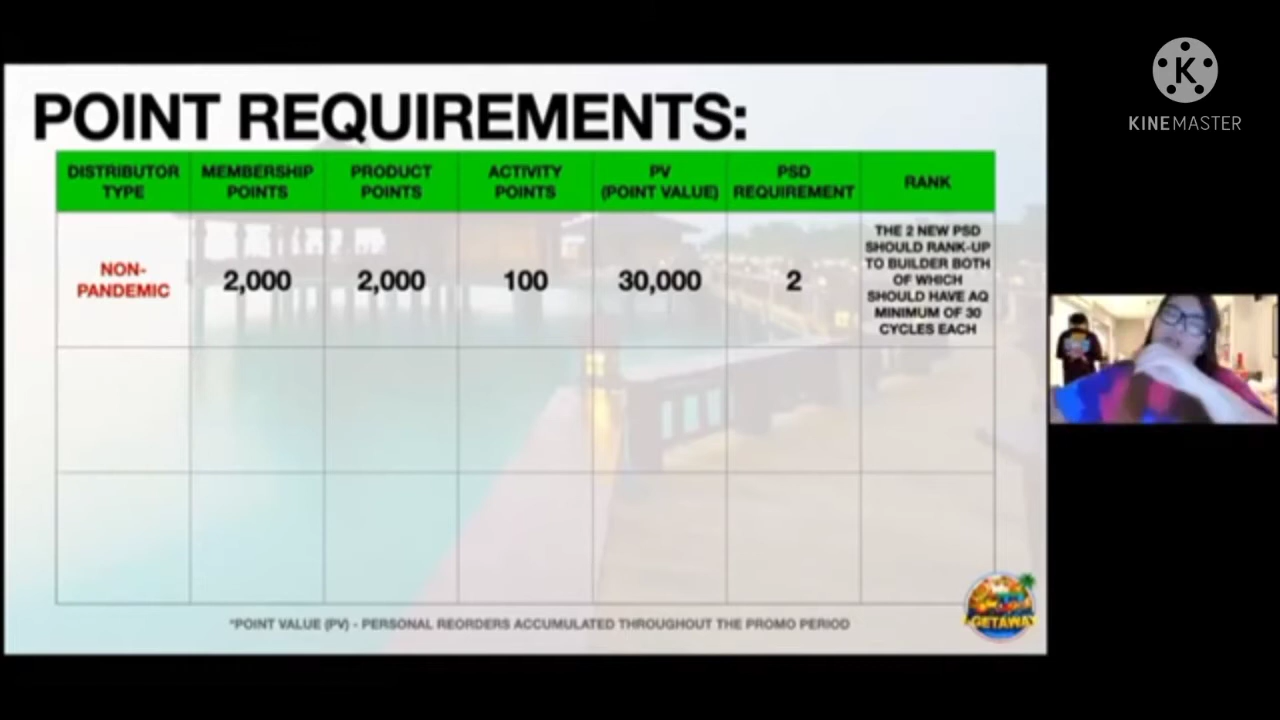 POINT REQUIREMENTS:
DISTRIBUTOR TYPE
MEMBERSHIP POINTS
PRODUCT POINTS
ACTIVITY POINTS
PV (POINT VALUE)
PSD REQUIREMENT
RANK
NON-
PANDEMIC
2,000
2,000
100
30,000
2
THE 2 NEW PSD
SHOULD RANK-UP
TO BUILDER BOTH
OF WHICH
SHOULD HAVE AQ
MINIMUM OF 30
CYCLES EACH
*POINT VALUE (PV) - PERSONAL REORDERS ACCUMULATED THROUGHOUT THE PROMO PERIOD
GETAWAY
K
KINEMASTER